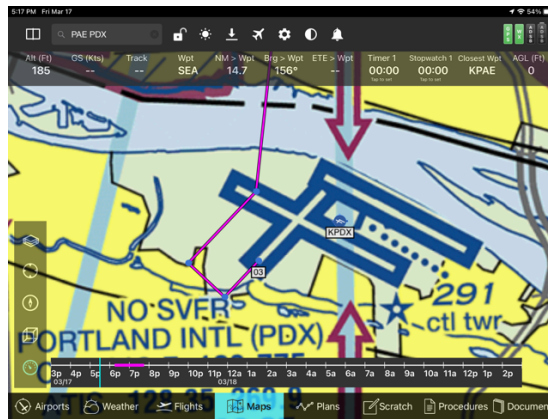 5:17 PM Fri Mar 17
54%
PAE PDX
Alt (Ft) GS (Kts) Track Wpt NM > Wpt Brg > Wpt ETE > Wpt Timer 1 Stopwatch 1 Closest Wpt AGL (Ft)
185 -- -- SEA 14.7 156° -- 00:00 00:00 KPAE 0
Tap to set Tap to set
KPDX
03
291
ctl twr
NO SVFR
PORTLAND INTL (PDX)
3p 4p 5p 6p 7p 8p 9p 10p 11p 12a 1a 2a 3a 4a 5a 6a 7a 8a 9a 10a 11a 12p 1p 2p
03/17 03/18
Airports Weather Flights Maps Plans Scratch Procedures Documen